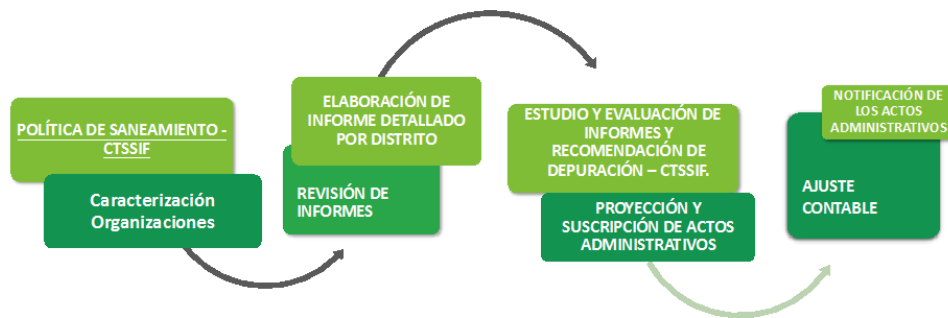 POLÍTICA DE SANEAMIENTO -
CTSSIF
Caracterización
Organizaciones
ELABORACIÓN DE
INFORME DETALLADO
POR DISTRITO
REVISIÓN DE
INFORMES
ESTUDIO Y EVALUACIÓN DE
INFORMES Y
RECOMENDACIÓN DE
DEPURACIÓN – CTSSIF.
PROYECCIÓN Y
SUSCRIPCIÓN DE ACTOS
ADMINISTRATIVOS
NOTIFICACIÓN DE
LOS ACTOS
ADMINISTRATIVOS
AJUSTE
CONTABLE